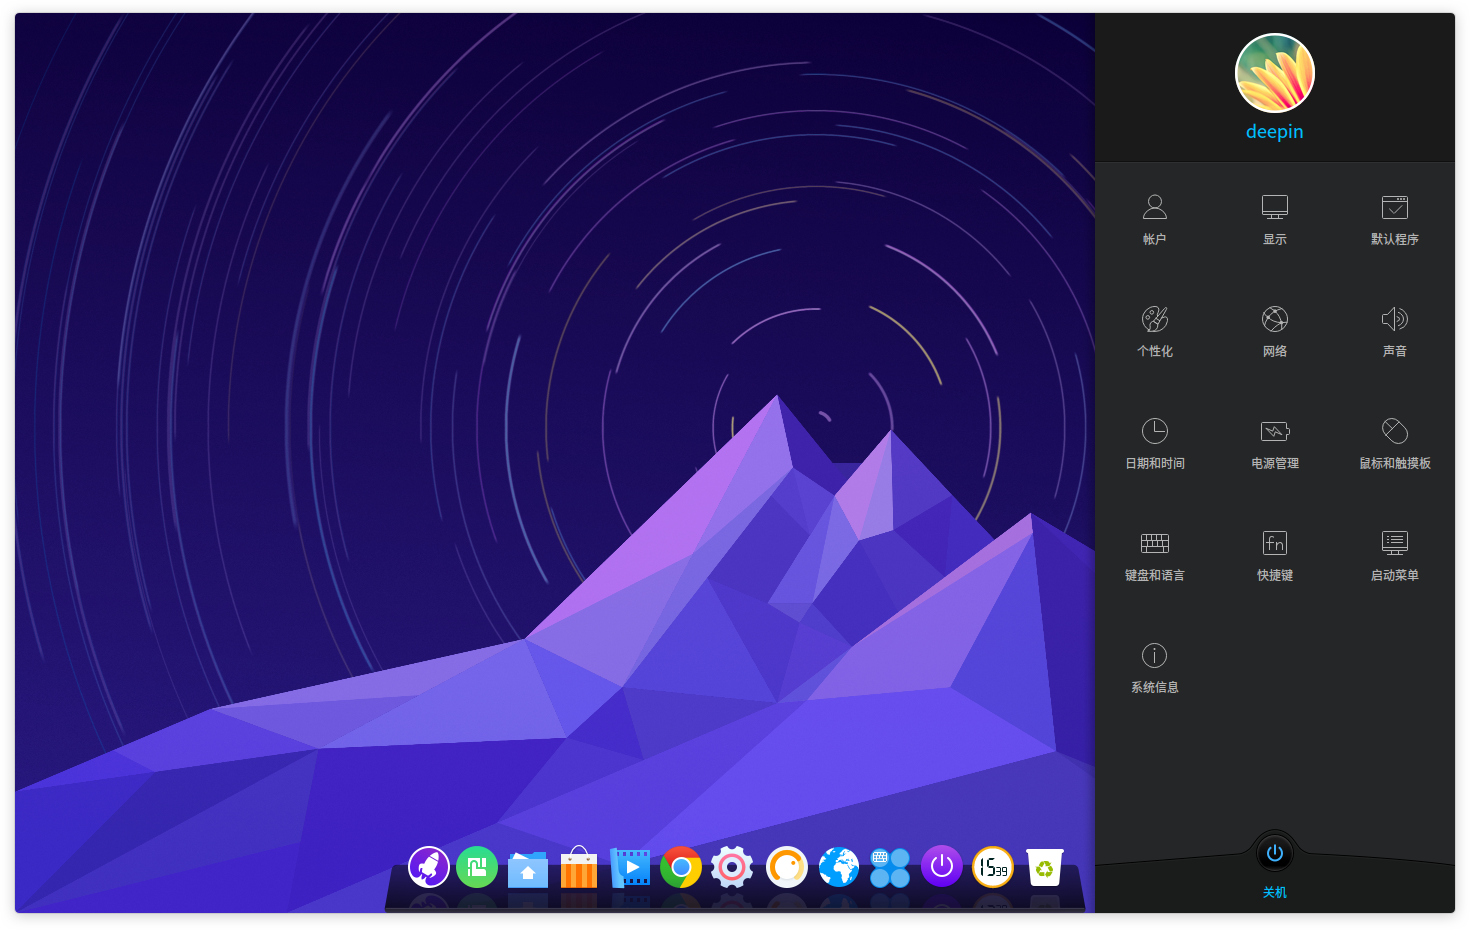 deepin
帐户
显示
默认程序
个性化
网络
声音
日期和时间
电源管理
鼠标和触摸板
键盘和语言
fn
快捷键
启动菜单
系统信息
1539
关机